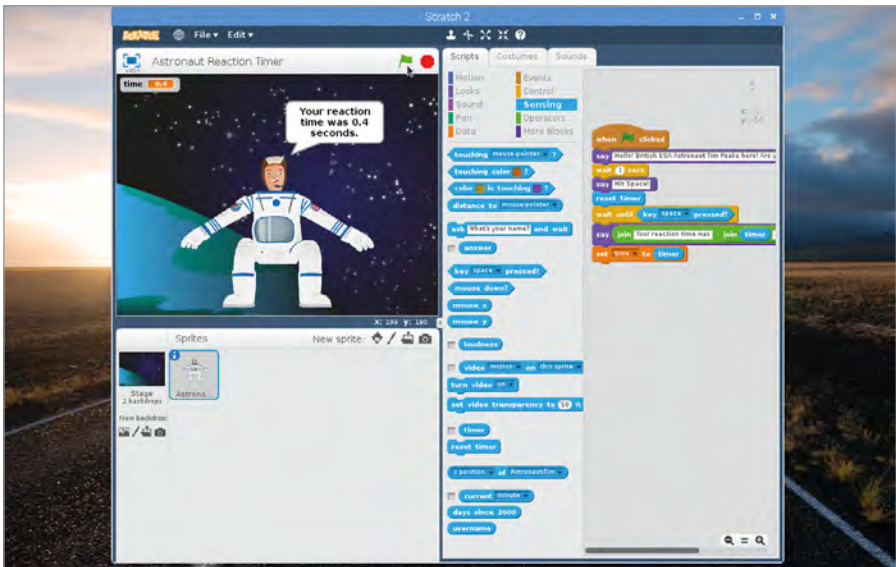 Scratch 2
SCRATCH File Edit
Astronaut Reaction Timer
time 0.4
Your reaction
time was 0.4
seconds.
x: 193 y: 180
Sprites New sprite:
Stage
2 backdrops
New backdrop:
Astrona...
Scripts Costumes Sounds
Motion Events
Looks Control
Sound Sensing
Pen Operators
Data More Blocks
touching mouse-pointer ?
touching color ?
color is touching ?
distance to mouse-pointer
ask What's your name? and wait
answer
key space pressed?
mouse down?
mouse x
mouse y
loudness
video motion on this sprite
turn video on
set video transparency to 50 %
timer
reset timer
x position of AstronautTim
current minute
days since 2000
username
when clicked
say Hello! British ESA Astronaut Tim Peake here! Are y
wait 1 secs
say Hit Space!
reset timer
wait until key space pressed?
say join Your reaction time was join timer
set time to timer